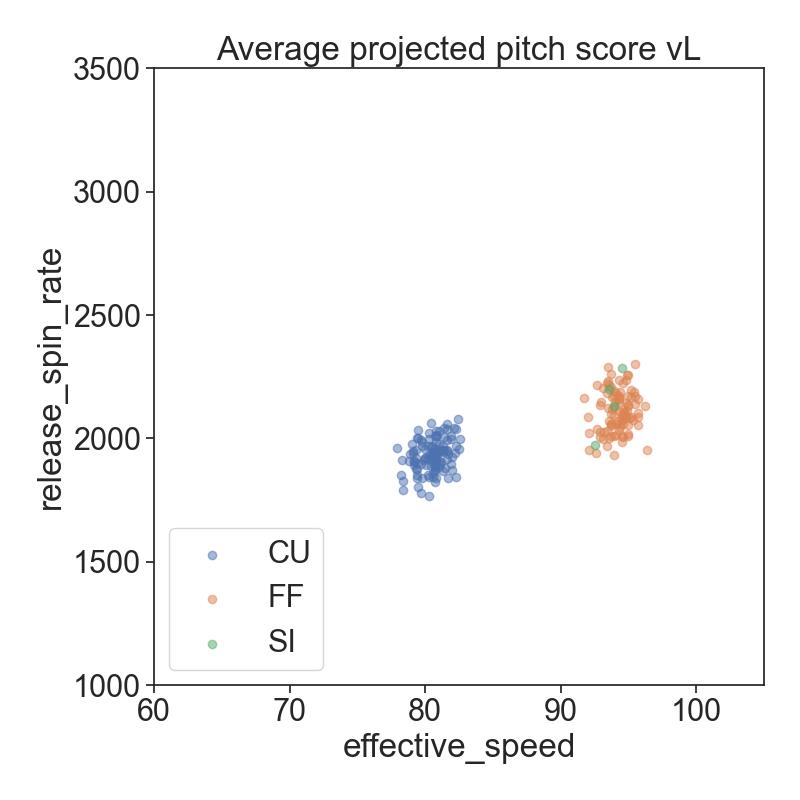 Average projected pitch score vL
3500
3000
2500
2000
1500
1000
release_spin_rate
CU
FF
SI
60 70 80 90 100
effective_speed